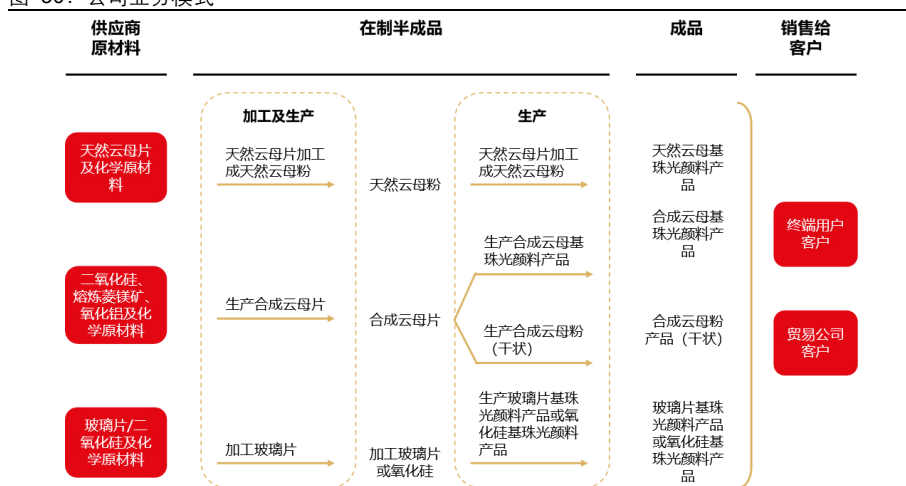 供应商
原材料
在制半成品
成品
销售给
客户
加工及生产
生产
天然云母片
及化学原材
料
天然云母片加工
成天然云母粉
天然云母粉
天然云母片加工
成天然云母粉
天然云母基
珠光颜料产
品
二氧化硅、
熔炼菱镁矿、
氧化铝及化
学原材料
生产合成云母片
合成云母片
生产合成云母基
珠光颜料产品
合成云母基
珠光颜料产
品
生产合成云母粉
（干状）
合成云母粉
产品（干状）
玻璃片/二
氧化硅及化
学原材料
加工玻璃片
加工玻璃片
或氧化硅
生产玻璃片基珠
光颜料产品或氧
化硅基珠光颜料
产品
玻璃片基珠
光颜料产品
或氧化硅基
珠光颜料产
品
终端用户
客户
贸易公司
客户